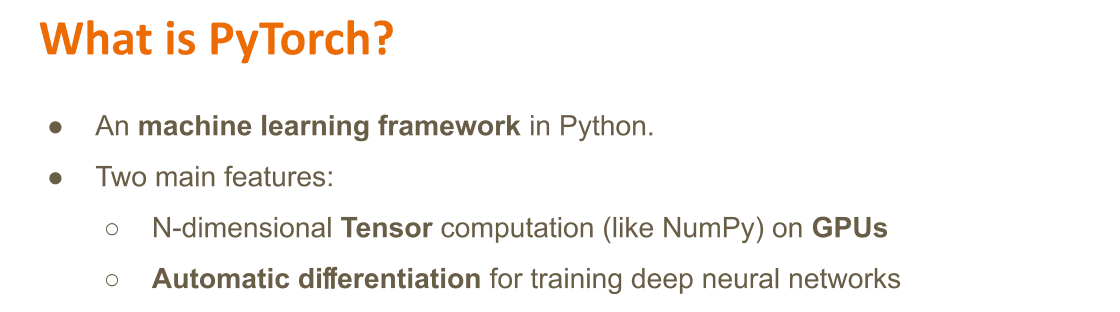 What is PyTorch?
● An machine learning framework in Python.
● Two main features:
○ N-dimensional Tensor computation (like NumPy) on GPUs
○ Automatic differentiation for training deep neural networks